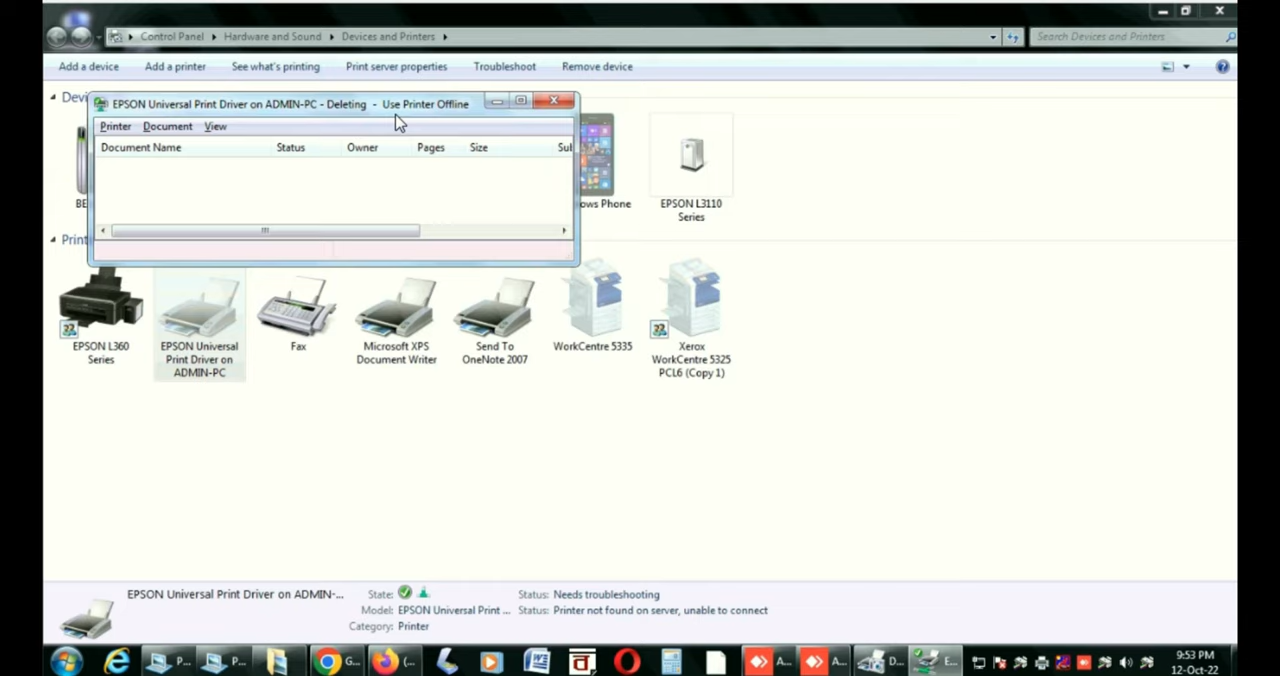 Control Panel ▸ Hardware and Sound ▸ Devices and Printers ▸
Search Devices and Printers
Add a device Add a printer See what's printing Print server properties Troubleshoot Remove device
EPSON Universal Print Driver on ADMIN-PC - Deleting - Use Printer Offline
Printer Document View
Document Name Status Owner Pages Size Sul
BE
ows Phone
EPSON L3110
Series
Print
EPSON L360
Series
EPSON Universal
Print Driver on
ADMIN-PC
Fax
Microsoft XPS
Document Writer
Send To
OneNote 2007
WorkCentre 5335
Xerox
WorkCentre 5325
PCL6 (Copy 1)
EPSON Universal Print Driver on ADMIN-... State: Status: Needs troubleshooting
Model: EPSON Universal Print ... Status: Printer not found on server, unable to connect
Category: Printer
P... P... G... (... A... A... D... E...
9:53 PM
12-Oct-22